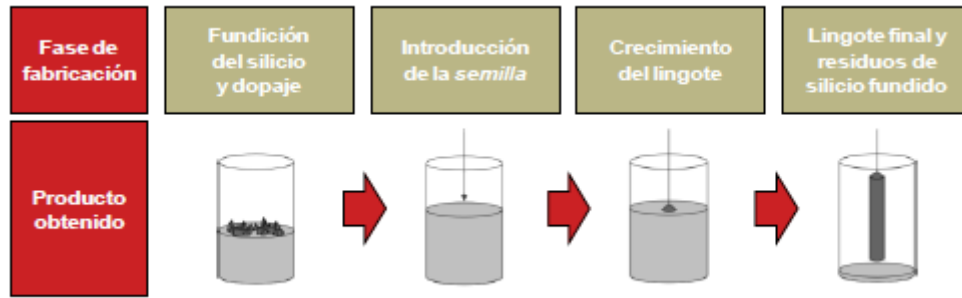 Fase de
fabricación
Fundición
del silicio
y dopaje
Introducción
de la semilla
Crecimiento
del lingote
Lingote final y
residuos de
silicio fundido
Producto
obtenido